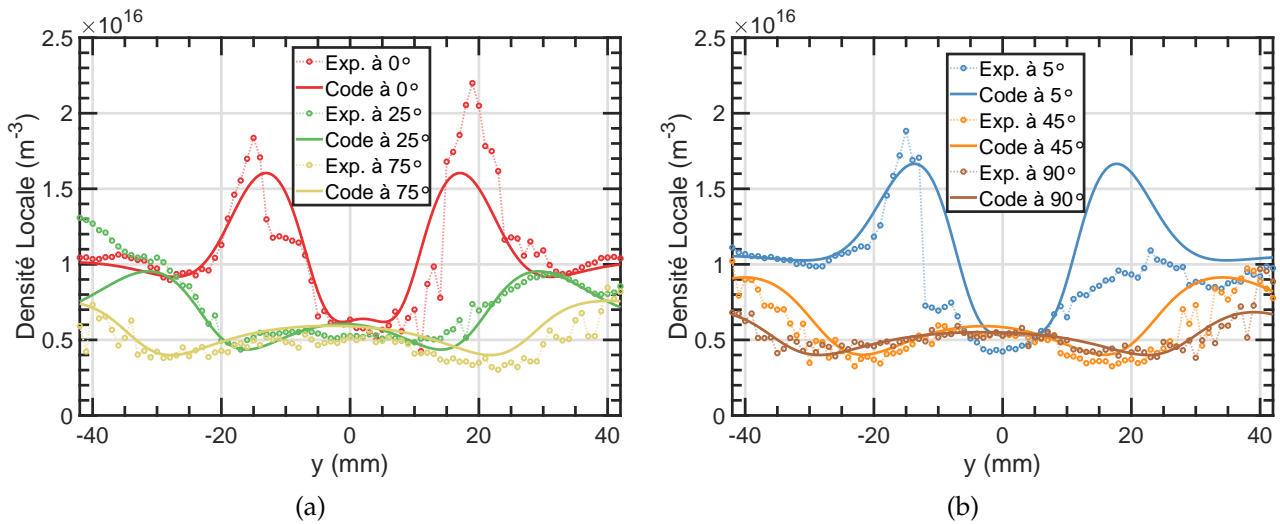 ×10^16
2.5
2
1.5
1
0.5
0
Densité Locale (m^-3)
Exp. à 0°
Code à 0°
Exp. à 25°
Code à 25°
Exp. à 75°
Code à 75°
-40 -20 0 20 40
y (mm)
(a)
×10^16
2.5
2
1.5
1
0.5
0
Densité Locale (m^-3)
Exp. à 5°
Code à 5°
Exp. à 45°
Code à 45°
Exp. à 90°
Code à 90°
-40 -20 0 20 40
y (mm)
(b)